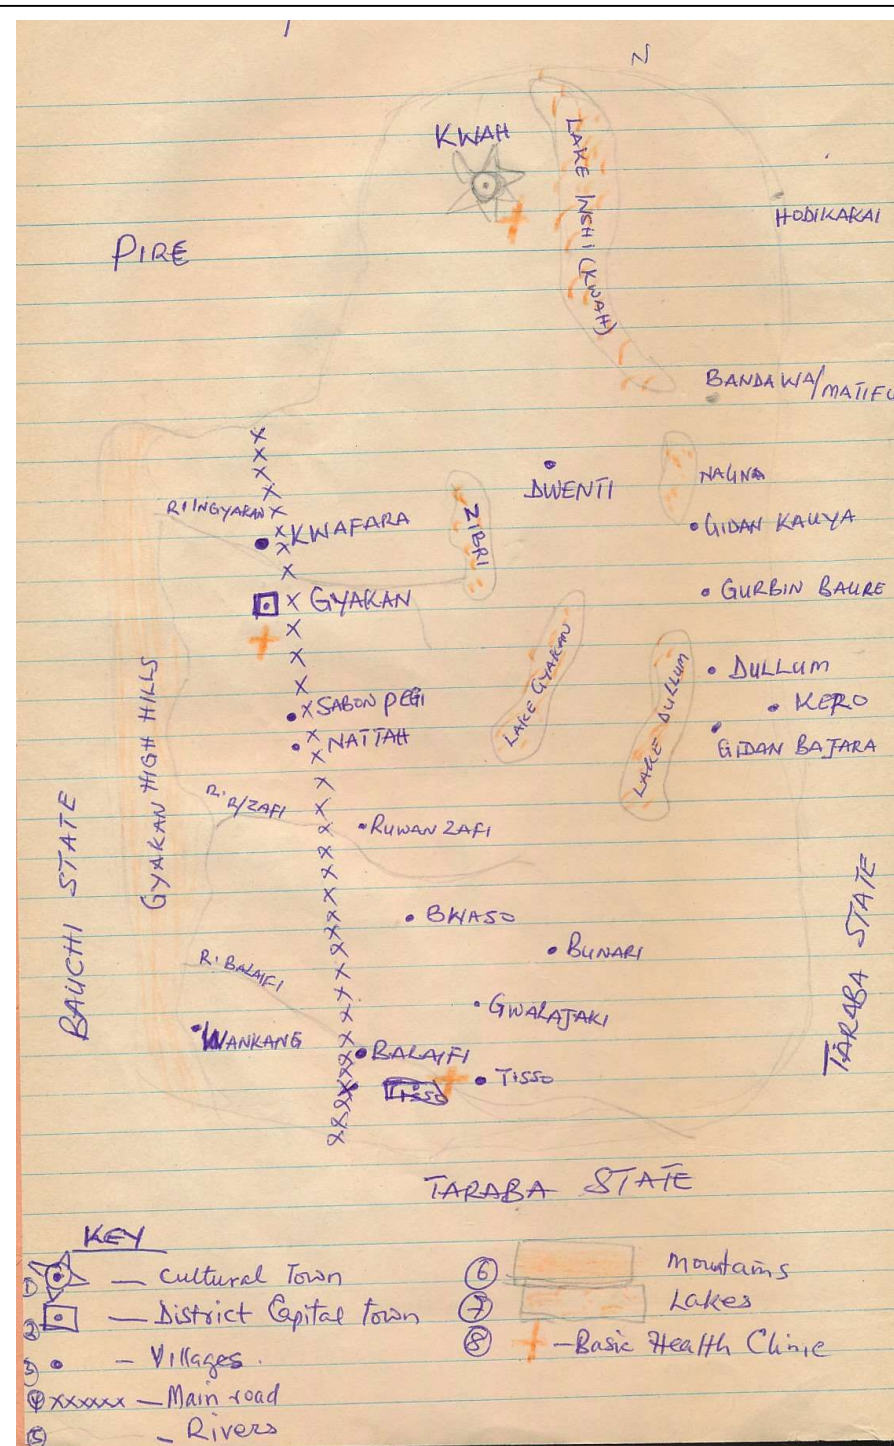 N
KWAH
LAKE INSHI (KWAH)
HODIKAKAI
PIRE
BANDAWA/MATIFU
DWENTI
NAUNA
R. INGYAKAN
KWAFARA
ZIBRI
GIDAN KAUYA
GYAKAN
GURBIN BAURE
LAKE GYAKAN
LAKE DULLUM
DULLUM
KERO
SABON PEGI
NATTAH
GIDAN BAJARA
GYAKAN HIGH HILLS
BAUCHI STATE
R. R/ZAFI
RUWAN ZAFI
BWASO
BUNARI
TARABA STATE
R. BALAIFI
GWALAJAKI
WANKANG
BALAIFI
TISSO
TISSO
TARABA STATE
KEY
① — Cultural Town
② — District Capital Town
③ • — Villages.
④ xxxxxx — Main road
⑤ — Rivers
⑥ Mountains
⑦ Lakes
⑧ + — Basic Health Clinic